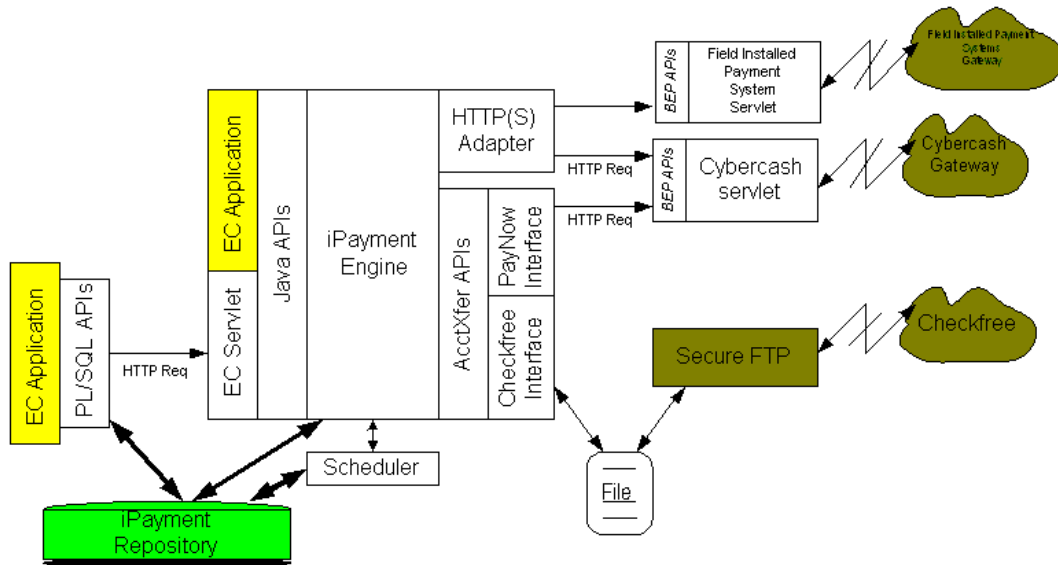 EC Application
PL/SQL APIs
HTTP Req
EC Application
EC Servlet
Java APIs
iPayment
Engine
HTTP(S)
Adapter
AcctXfer APIs
PayNow
Interface
Checkfree
Interface
Scheduler
iPayment
Repository
HTTP Req
HTTP Req
BEP APIs
Field Installed
Payment
System
Servlet
BEP APIs
Cybercash
servlet
Secure FTP
File
Field Installed Payment
Systems
Gateway
Cybercash
Gateway
Checkfree